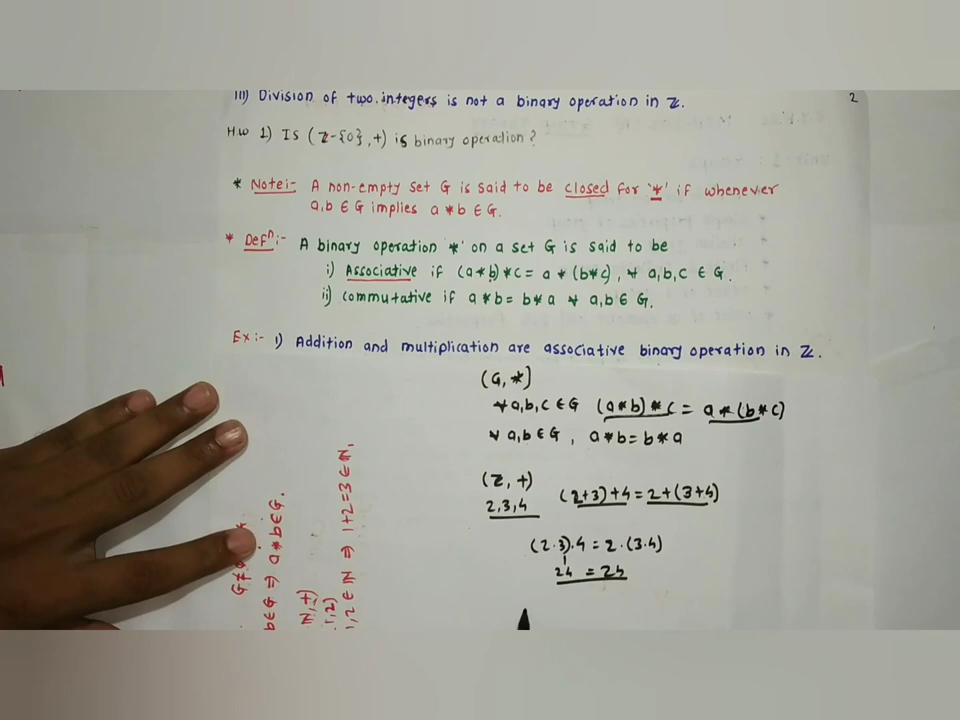 III) Division of two integers is not a binary operation in ℤ.
2
H.W 1) Is (ℤ-{0}, +) is binary operation?
* Note:- A non-empty set G is said to be closed for '*' if whenever
a,b ∈ G implies a * b ∈ G.
* Defⁿ:- A binary operation '*' on a set G is said to be
i) Associative if (a*b)*c = a*(b*c), ∀ a,b,c ∈ G.
ii) commutative if a*b = b*a ∀ a,b ∈ G.
Ex:- 1) Addition and multiplication are associative binary operation in ℤ.
(G, *)
∀ a,b,c ∈ G (a*b)*c = a*(b*c)
∀ a,b ∈ G, a*b = b*a
(ℤ, +)
2,3,4 (2+3)+4 = 2+(3+4)
(2·3)·4 = 2·(3·4)
24 = 24
G≠
b∈G ⇒ a*b∈G.
ℕ, +)
1,2)
1,2 ∈ ℕ ⇒ 1+2=3 ∈ ℕ.